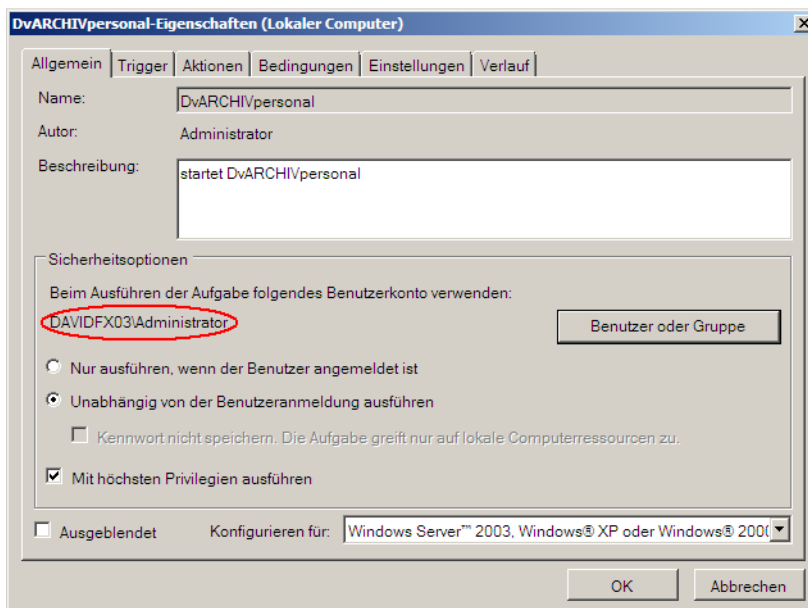 DvARCHIVpersonal-Eigenschaften (Lokaler Computer)
Allgemein Trigger Aktionen Bedingungen Einstellungen Verlauf
Name: DvARCHIVpersonal
Autor: Administrator
Beschreibung: startet DvARCHIVpersonal
Sicherheitsoptionen
Beim Ausführen der Aufgabe folgendes Benutzerkonto verwenden:
DAVIDFX03\Administrator Benutzer oder Gruppe
Nur ausführen, wenn der Benutzer angemeldet ist
Unabhängig von der Benutzeranmeldung ausführen
Kennwort nicht speichern. Die Aufgabe greift nur auf lokale Computerressourcen zu.
Mit höchsten Privilegien ausführen
Ausgeblendet Konfigurieren für: Windows Server™ 2003, Windows® XP oder Windows® 200
OK Abbrechen